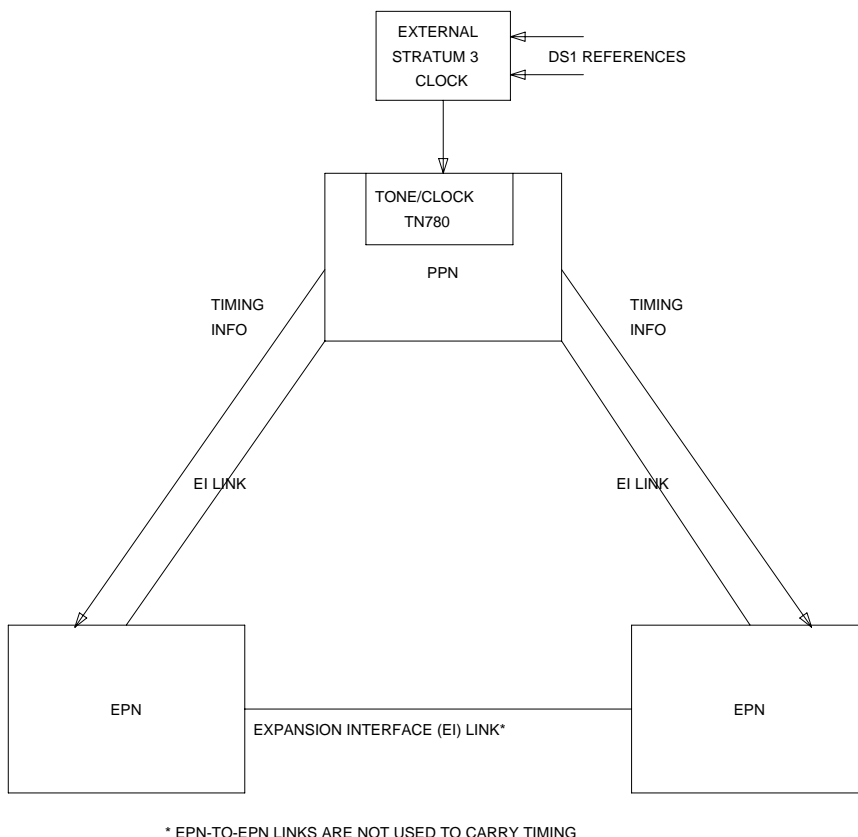 EXTERNAL
STRATUM 3
CLOCK
DS1 REFERENCES
TONE/CLOCK
TN780
PPN
TIMING
INFO
TIMING
INFO
EI LINK
EI LINK
EPN
EPN
EXPANSION INTERFACE (EI) LINK*
* EPN-TO-EPN LINKS ARE NOT USED TO CARRY TIMING